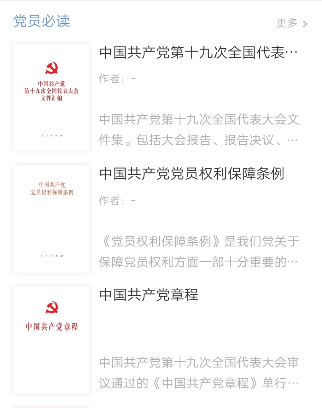 党员必读
更多 >
中国共产党
第十九次全国代表大会
文件汇编
中国共产党第十九次全国代表…
作者：-
中国共产党第十九次全国代表大会文
件集。包括大会报告、报告决议、…
中国共产党
党员权利保障条例
中国共产党党员权利保障条例
作者：-
《党员权利保障条例》是我们党关于
保障党员权利方面一部十分重要的…
中国共产党章程
中国共产党章程
中国共产党第十九次全国代表大会审
议通过的《中国共产党章程》单行…